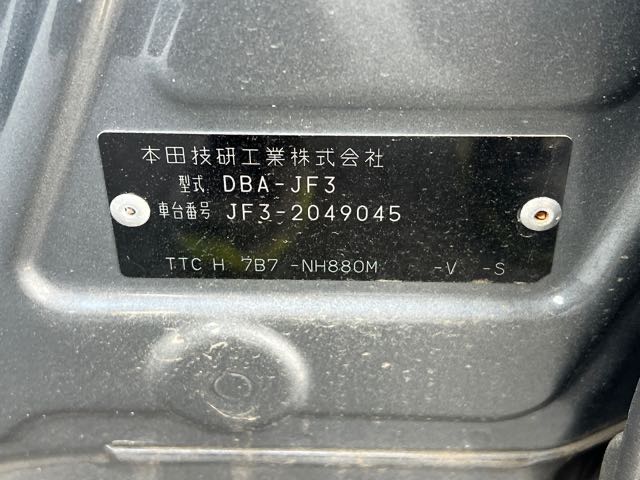 本田技研工業株式会社
型式 DBA-JF3
車台番号 JF3-2049045
TTC H 7B7 -NH880M -V -S